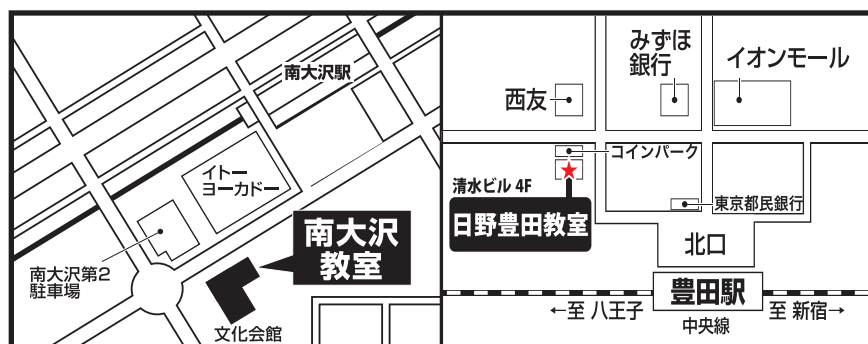 南大沢駅
イトー
ヨーカドー
南大沢
教室
南大沢第2
駐車場
文化会館
みずほ
銀行
イオンモール
西友
コインパーク
清水ビル 4F
日野豊田教室
東京都民銀行
北口
豊田駅
←至 八王子
中央線
至 新宿→